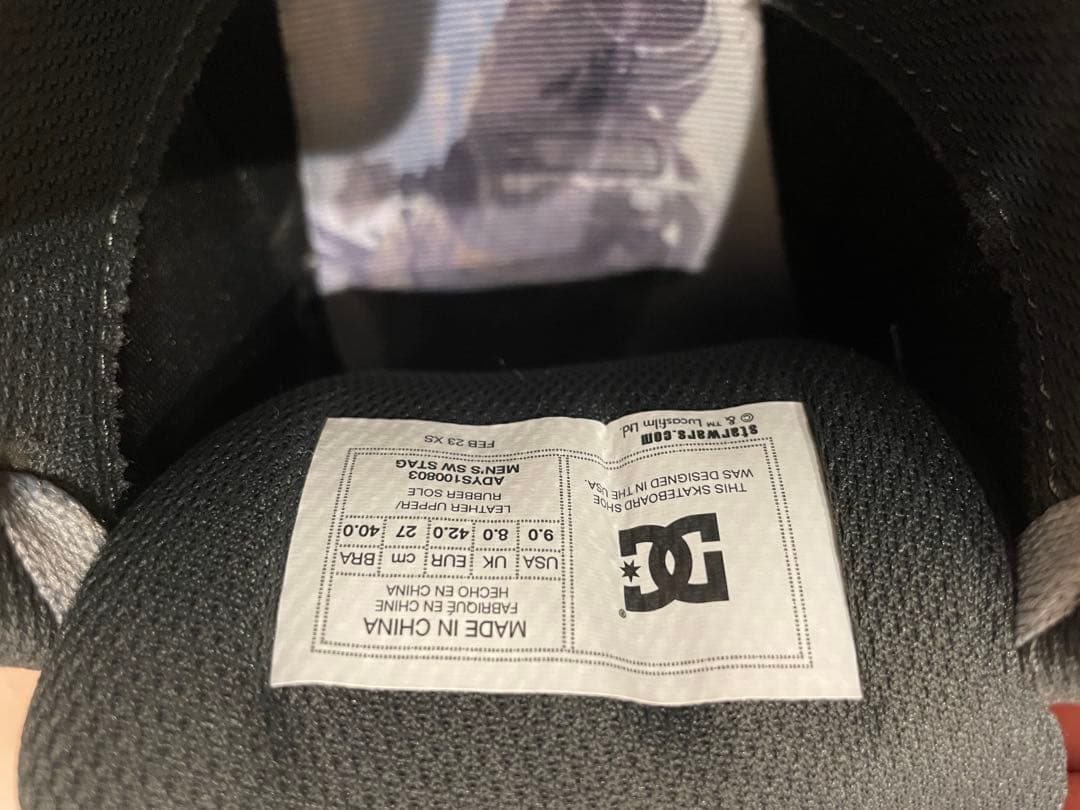 MADE IN CHINA
FABRIQUÉ EN CHINE
HECHO EN CHINA
USA UK EUR cm BRA
9.0 8.0 42.0 27 40.0
LEATHER UPPER/
RUBBER SOLE
ADYS100803
MEN'S SW STAG
FEB 23 XS
DC®
THIS SKATEBOARD SHOE
WAS DESIGNED IN THE USA.
starwars.com
© & ™ Lucasfilm Ltd.